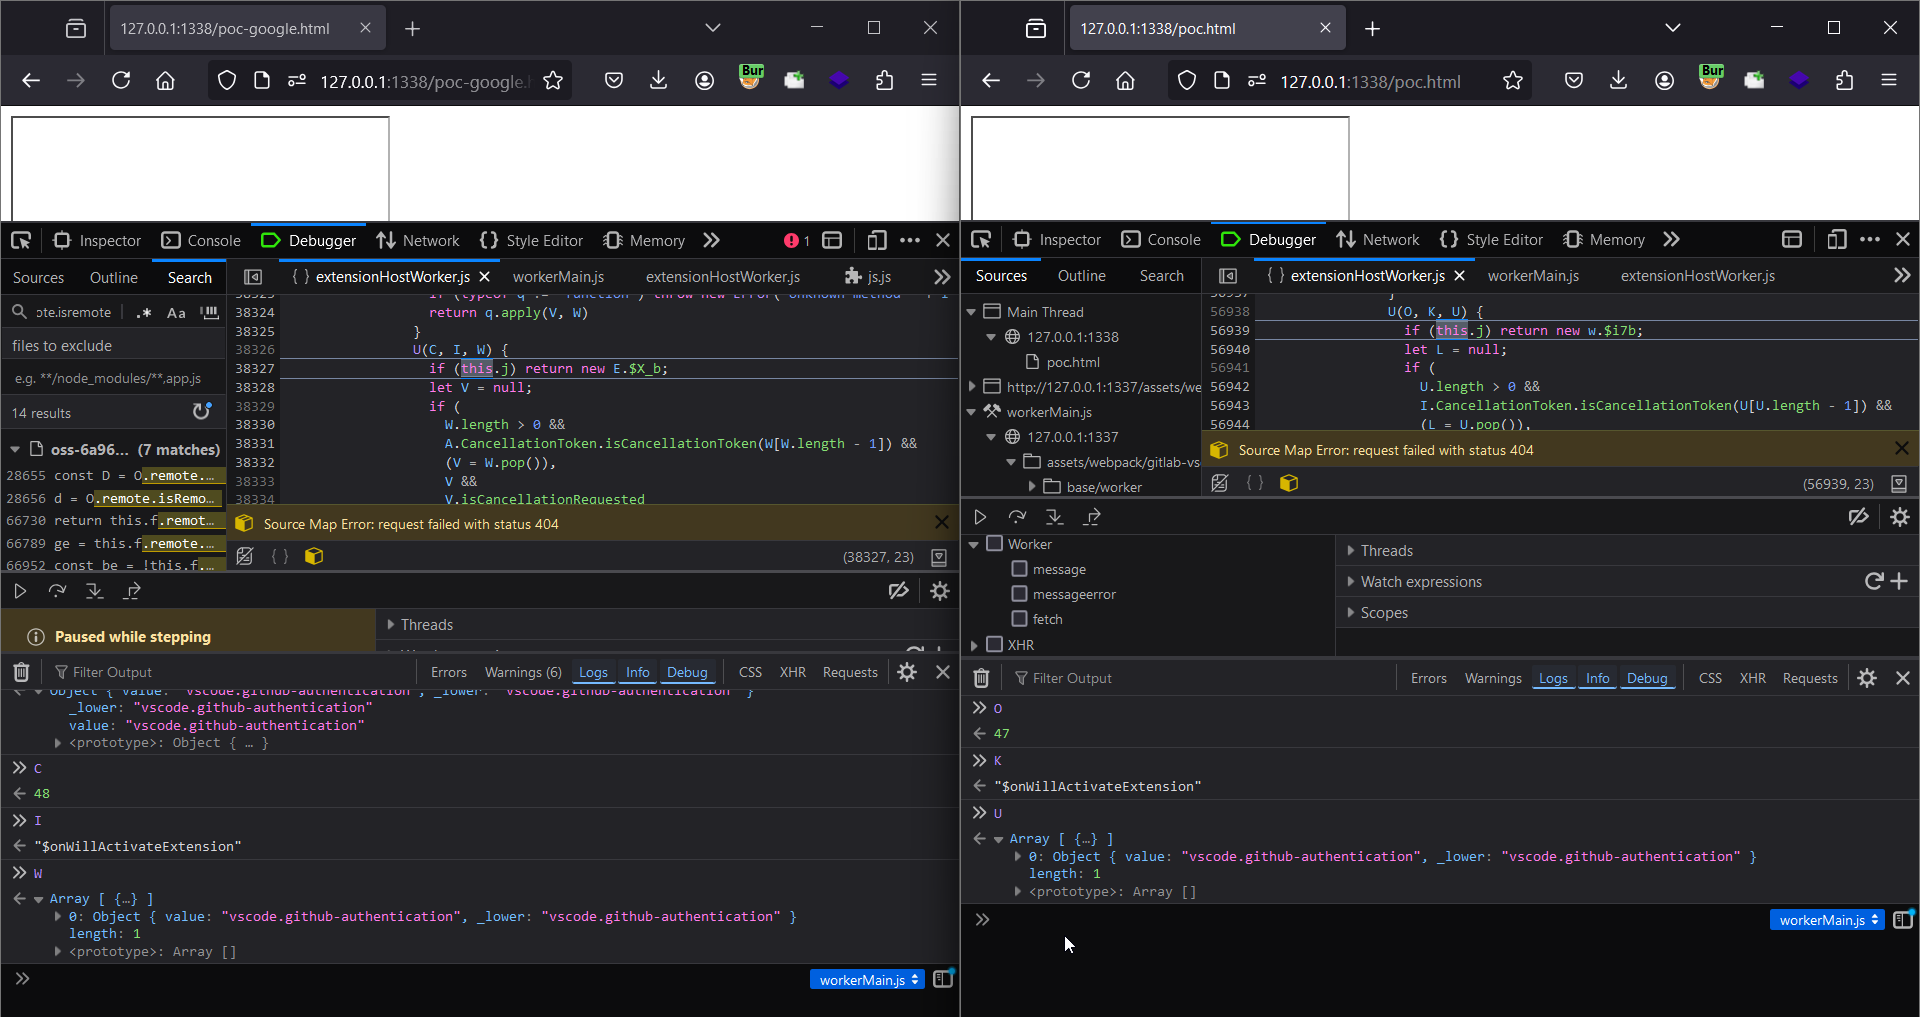 127.0.0.1:1338/poc-google.html
127.0.0.1:1338/poc-google.
Bur
Inspector Console Debugger Network Style Editor Memory 1
Sources Outline Search
extensionHostWorker.js workerMain.js extensionHostWorker.js js.js
ote.isremote .* Aa
files to exclude
e.g. **/node_modules/**,app.js
14 results
oss-6a96... (7 matches)
28655 const D = O.remote.…
28656 d = O.remote.isRemo…
66730 return this.f.remot…
66789 ge = this.f.remote.…
66952 const be = !this.f.…
38324 return q.apply(V, W)
38325 }
38326 U(C, I, W) {
38327 if (this.j) return new E.$X_b;
38328 let V = null;
38329 if (
38330 W.length > 0 &&
38331 A.CancellationToken.isCancellationToken(W[W.length - 1]) &&
38332 (V = W.pop()),
38333 V &&
38334 V.isCancellationRequested
Source Map Error: request failed with status 404
{ } (38327, 23)
Paused while stepping
Threads
Filter Output Errors Warnings (6) Logs Info Debug CSS XHR Requests
Object { value: "vscode.github-authentication", _lower: "vscode.github-authentication" }
_lower: "vscode.github-authentication"
value: "vscode.github-authentication"
<prototype>: Object { … }
C
48
I
"$onWillActivateExtension"
W
Array [ {…} ]
0: Object { value: "vscode.github-authentication", _lower: "vscode.github-authentication" }
length: 1
<prototype>: Array []
workerMain.js
127.0.0.1:1338/poc.html
127.0.0.1:1338/poc.html
Bur
Inspector Console Debugger Network Style Editor Memory
Sources Outline Search
extensionHostWorker.js workerMain.js extensionHostWorker.js
Main Thread
127.0.0.1:1338
poc.html
http://127.0.0.1:1337/assets/we
workerMain.js
127.0.0.1:1337
assets/webpack/gitlab-vs
base/worker
56938 U(O, K, U) {
56939 if (this.j) return new w.$i7b;
56940 let L = null;
56941 if (
56942 U.length > 0 &&
56943 I.CancellationToken.isCancellationToken(U[U.length - 1]) &&
56944 (L = U.pop()),
Source Map Error: request failed with status 404
{ } (56939, 23)
Worker
message
messageerror
fetch
XHR
Threads
Watch expressions
Scopes
Filter Output Errors Warnings Logs Info Debug CSS XHR Requests
O
47
K
"$onWillActivateExtension"
U
Array [ {…} ]
0: Object { value: "vscode.github-authentication", _lower: "vscode.github-authentication" }
length: 1
<prototype>: Array []
workerMain.js